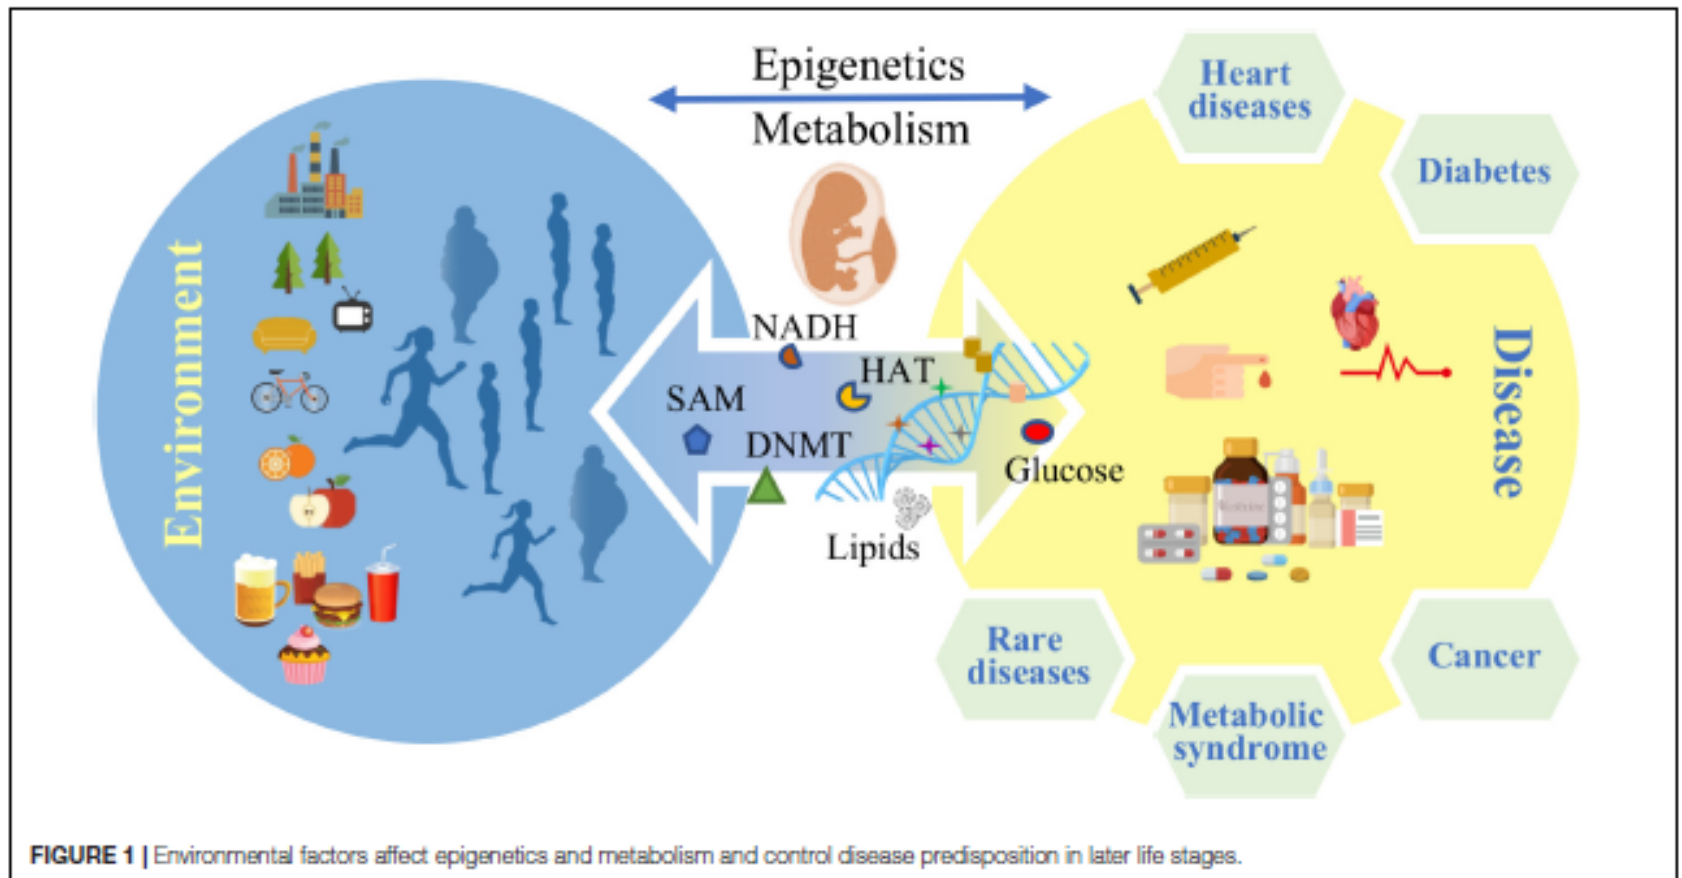 Epigenetics
Metabolism
Environment
NADH
HAT
SAM
DNMT
Glucose
Lipids
Heart
diseases
Diabetes
Disease
Rare
diseases
Cancer
Metabolic
syndrome
FIGURE 1 | Environmental factors affect epigenetics and metabolism and control disease predisposition in later life stages.